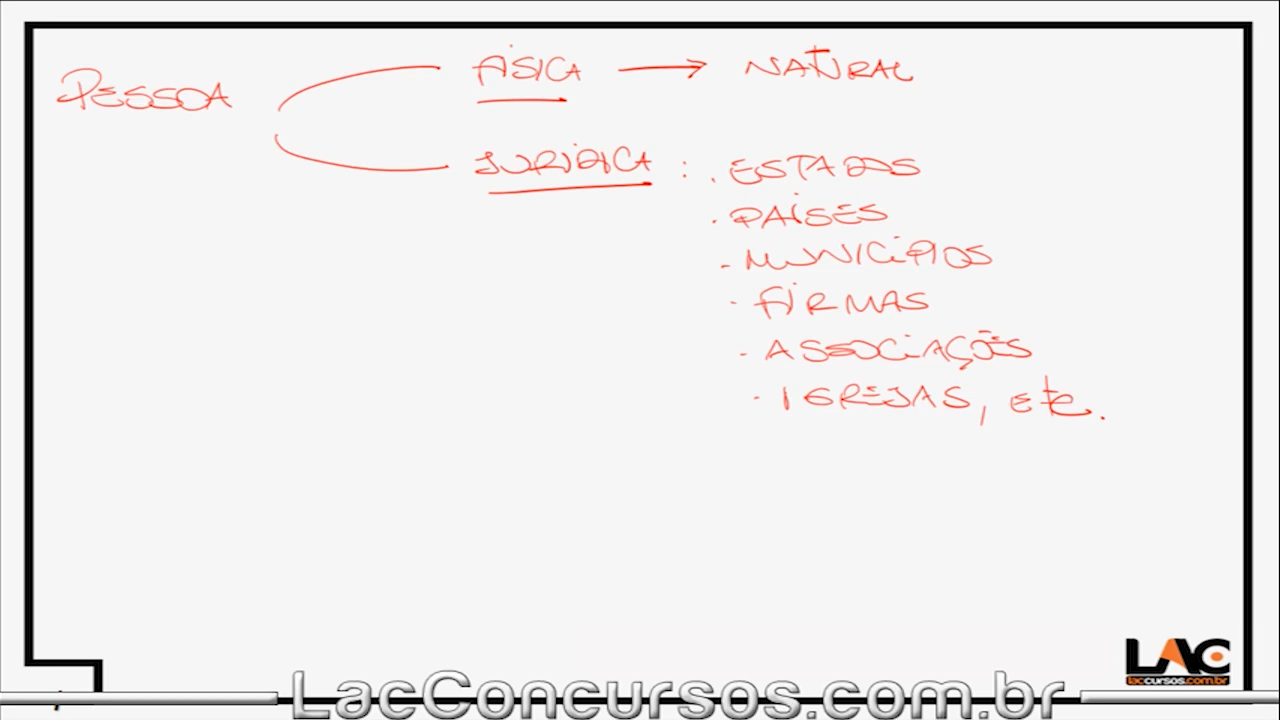 PESSOA
FÍSICA → NATURAL
JURÍDICA : . ESTADOS
. PAÍSES
- MUNICÍPIOS
. FIRMAS
- ASSOCIAÇÕES
. IGREJAS, etc.
LAC
laccursos.com.br
LacConcursos.com.br